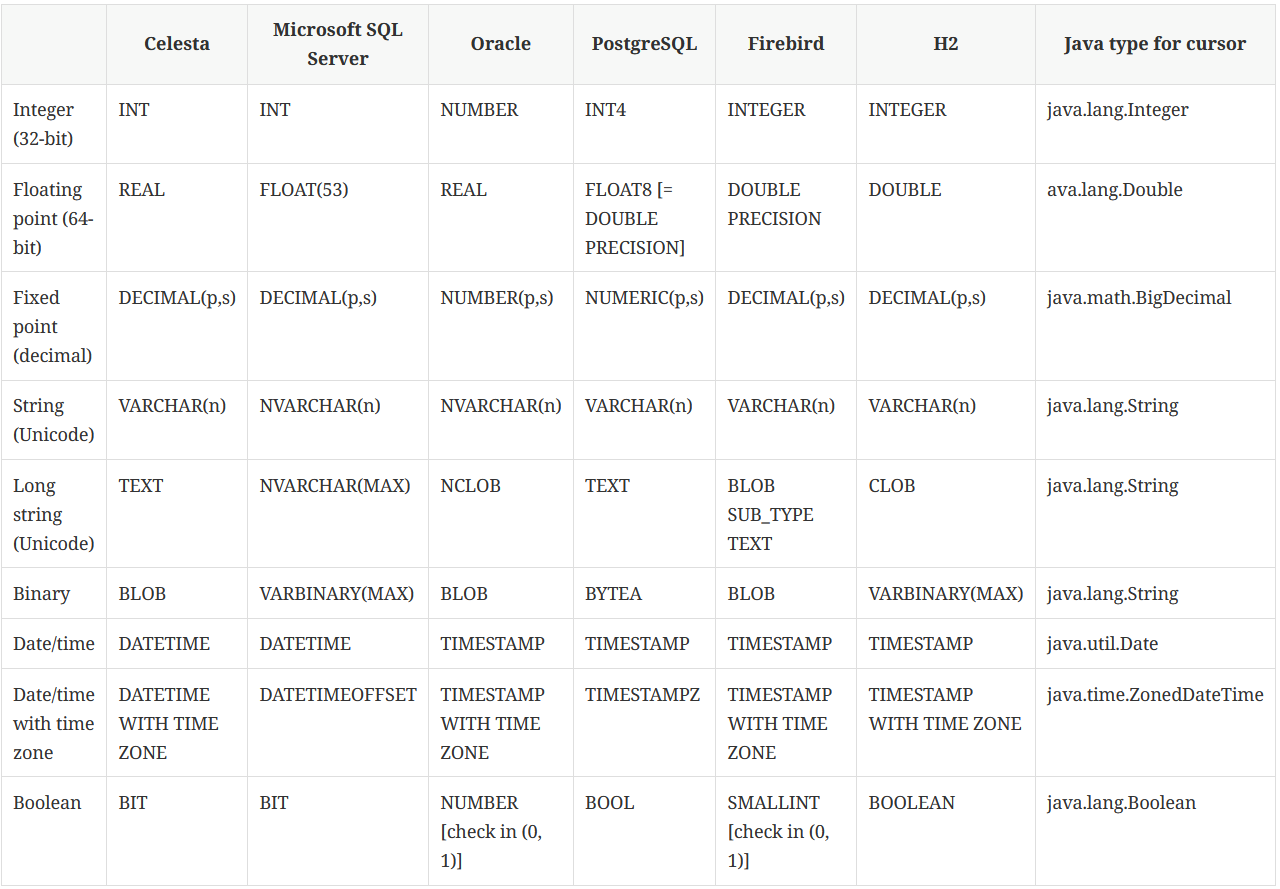 Celesta
Microsoft SQL
Server
Oracle
PostgreSQL
Firebird
H2
Java type for cursor
Integer
(32-bit)
INT
INT
NUMBER
INT4
INTEGER
INTEGER
java.lang.Integer
Floating
point (64-
bit)
REAL
FLOAT(53)
REAL
FLOAT8 [=
DOUBLE
PRECISION]
DOUBLE
PRECISION
DOUBLE
ava.lang.Double
Fixed
point
(decimal)
DECIMAL(p,s)
DECIMAL(p,s)
NUMBER(p,s)
NUMERIC(p,s)
DECIMAL(p,s)
DECIMAL(p,s)
java.math.BigDecimal
String
(Unicode)
VARCHAR(n)
NVARCHAR(n)
NVARCHAR(n)
VARCHAR(n)
VARCHAR(n)
VARCHAR(n)
java.lang.String
Long
string
(Unicode)
TEXT
NVARCHAR(MAX)
NCLOB
TEXT
BLOB
SUB_TYPE
TEXT
CLOB
java.lang.String
Binary
BLOB
VARBINARY(MAX)
BLOB
BYTEA
BLOB
VARBINARY(MAX)
java.lang.String
Date/time
DATETIME
DATETIME
TIMESTAMP
TIMESTAMP
TIMESTAMP
TIMESTAMP
java.util.Date
Date/time
with time
zone
DATETIME
WITH TIME
ZONE
DATETIMEOFFSET
TIMESTAMP
WITH TIME
ZONE
TIMESTAMPZ
TIMESTAMP
WITH TIME
ZONE
TIMESTAMP
WITH TIME ZONE
java.time.ZonedDateTime
Boolean
BIT
BIT
NUMBER
[check in (0,
1)]
BOOL
SMALLINT
[check in (0,
1)]
BOOLEAN
java.lang.Boolean